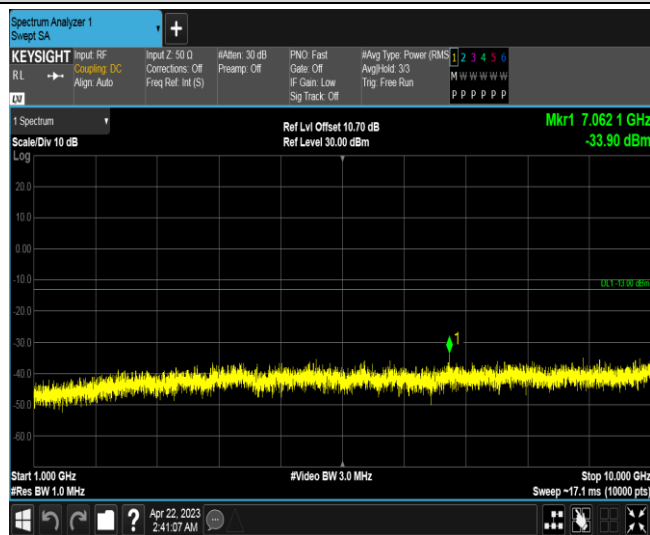 Spectrum Analyzer 1
Swept SA
+
KEYSIGHT
RL
LXI
Input: RF
Coupling: DC
Align: Auto
Input Z: 50 Ω
Corrections: Off
Freq Ref: Int (S)
#Atten: 30 dB
Preamp: Off
PNO: Fast
Gate: Off
IF Gain: Low
Sig Track: Off
#Avg Type: Power (RMS
Avg|Hold: 3/3
Trig: Free Run
1 2 3 4 5 6
M W W W W W
P P P P P P
1 Spectrum
Scale/Div 10 dB
Log
Ref Lvl Offset 10.70 dB
Ref Level 30.00 dBm
Mkr1 7.062 1 GHz
-33.90 dBm
20.0
10.0
0.00
-10.0
DL1 -13.00 dBm
-20.0
-30.0
1
-40.0
-50.0
-60.0
Start 1.000 GHz
#Video BW 3.0 MHz
Stop 10.000 GHz
#Res BW 1.0 MHz
Sweep ~17.1 ms (10000 pts)
?
Apr 22, 2023
2:41:07 AM